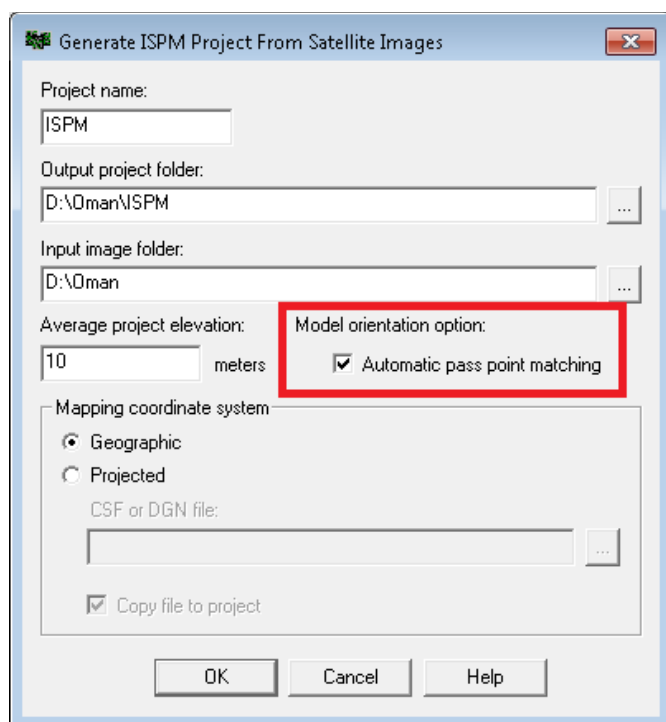 Generate ISPM Project From Satellite Images
Project name:
ISPM
Output project folder:
D:\Oman\ISPM
...
Input image folder:
D:\Oman
...
Average project elevation:
10 meters
Model orientation option:
Automatic pass point matching
Mapping coordinate system
Geographic
Projected
CSF or DGN file:
...
Copy file to project
OK Cancel Help